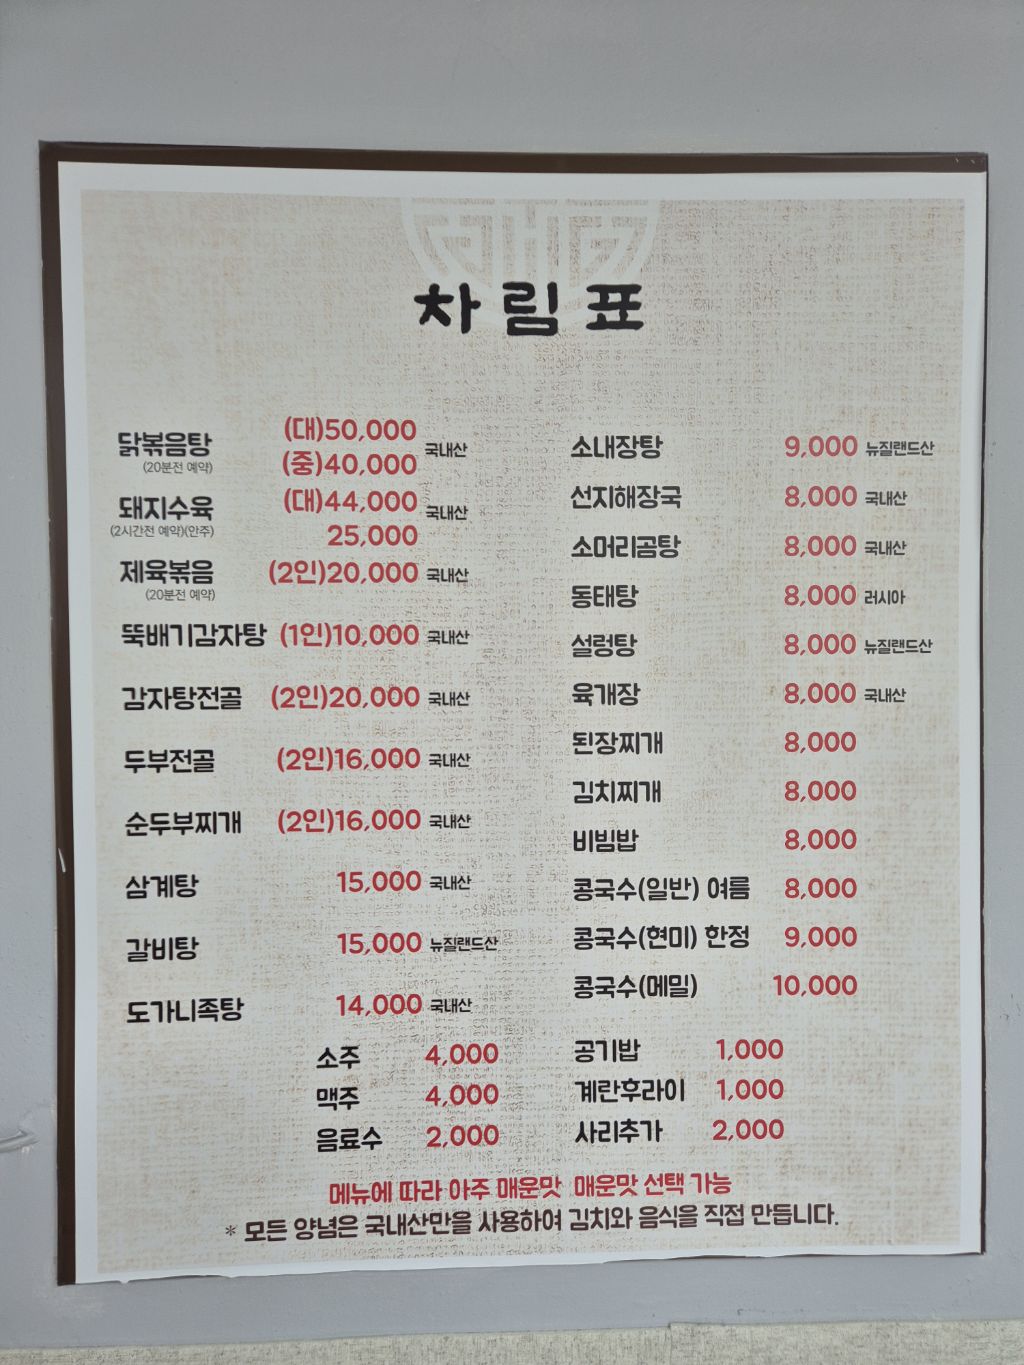 차림표
닭볶음탕 (대)50,000 국내산
(20분전 예약) (중)40,000
돼지수육 (대)44,000 국내산
(2시간전 예약)(안주) 25,000
제육볶음 (2인)20,000 국내산
(20분전 예약)
뚝배기감자탕 (1인)10,000 국내산
감자탕전골 (2인)20,000 국내산
두부전골 (2인)16,000 국내산
순두부찌개 (2인)16,000 국내산
삼계탕 15,000 국내산
갈비탕 15,000 뉴질랜드산
도가니족탕 14,000 국내산
소내장탕 9,000 뉴질랜드산
선지해장국 8,000 국내산
소머리곰탕 8,000 국내산
동태탕 8,000 러시아
설렁탕 8,000 뉴질랜드산
육개장 8,000 국내산
된장찌개 8,000
김치찌개 8,000
비빔밥 8,000
콩국수(일반) 여름 8,000
콩국수(현미) 한정 9,000
콩국수(메밀) 10,000
소주 4,000
맥주 4,000
음료수 2,000
공기밥 1,000
계란후라이 1,000
사리추가 2,000
메뉴에 따라 아주 매운맛 매운맛 선택 가능
* 모든 양념은 국내산만을 사용하여 김치와 음식을 직접 만듭니다.